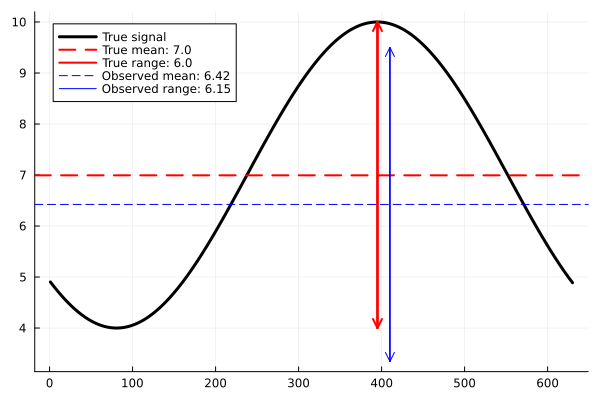 10
9
8
7
6
5
4
True signal
True mean: 7.0
True range: 6.0
Observed mean: 6.42
Observed range: 6.15
0 100 200 300 400 500 600